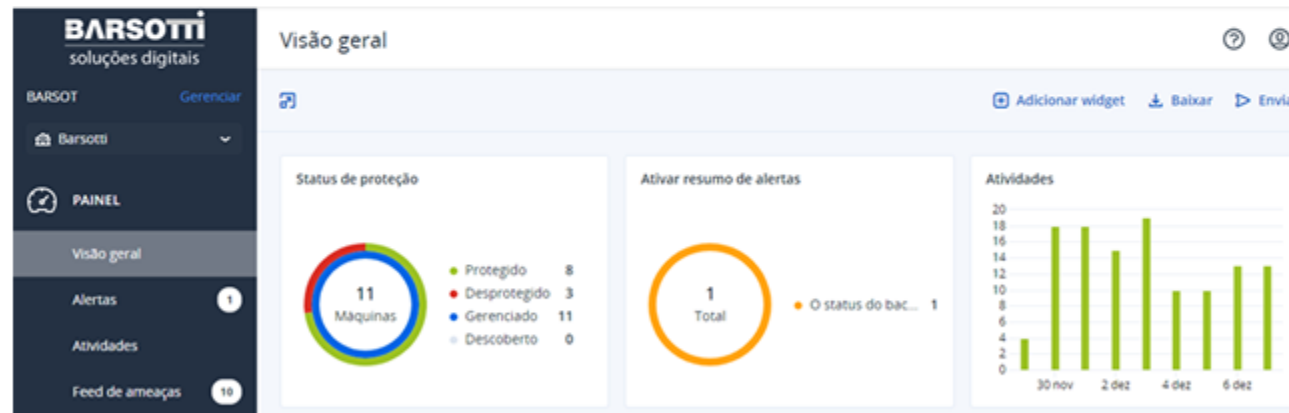 BARSOTTi
soluções digitais
BARSOT Gerenciar
Barsotti
PAINEL
Visão geral
Alertas 1
Atividades
Feed de ameaças 10
Visão geral
Adicionar widget Baixar Envia
Status de proteção
11
Máquinas
Protegido 8
Desprotegido 3
Gerenciado 11
Descoberto 0
Ativar resumo de alertas
1
Total
O status do bac... 1
Atividades
20
18
16
14
12
10
8
6
4
2
0
30 nov 2 dez 4 dez 6 dez